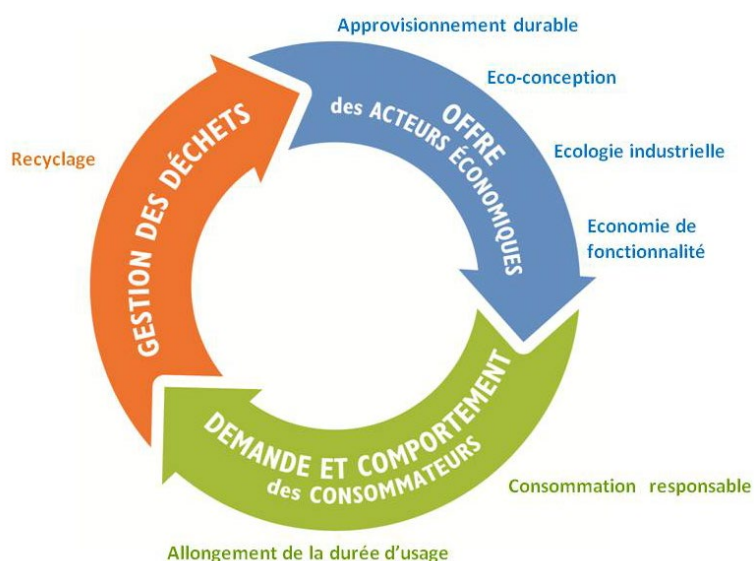 Approvisionnement durable
Eco-conception
OFFRE
des ACTEURS ÉCONOMIQUES
Ecologie industrielle
Economie de
fonctionnalité
Recyclage
GESTION DES DÉCHETS
DEMANDE ET COMPORTEMENT
des CONSOMMATEURS
Consommation responsable
Allongement de la durée d’usage